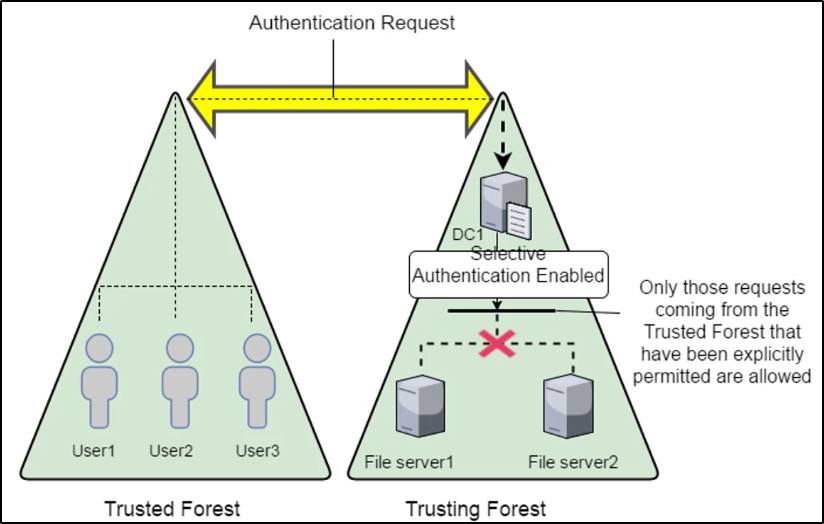 Authentication Request
DC1
Selective
Authentication Enabled
Only those requests
coming from the
Trusted Forest that
have been explicitly
permitted are allowed
User1
User2
User3
File server1
File server2
Trusted Forest
Trusting Forest